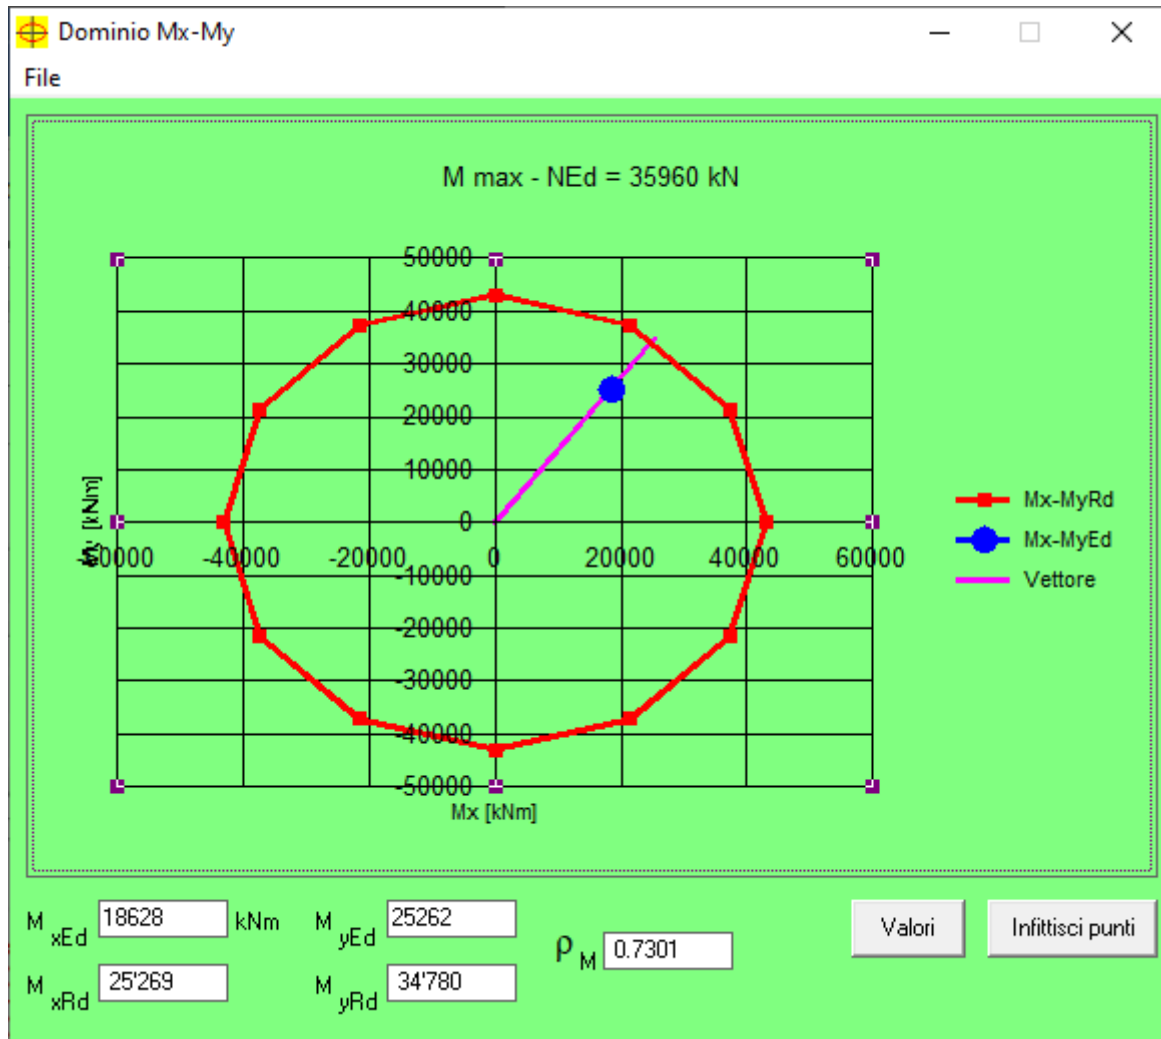 Dominio Mx-My
File
M max - NEd = 35960 kN
50000
40000
30000
20000
10000
0
-10000
-20000
-30000
-40000
-50000
My [kNm]
-60000 -40000 -20000 0 20000 40000 60000
Mx [kNm]
Mx-MyRd
Mx-MyEd
Vettore
M xEd 18628 kNm M yEd 25262
ρ M 0.7301
Valori Infittisci punti
M xRd 25'269 M yRd 34'780